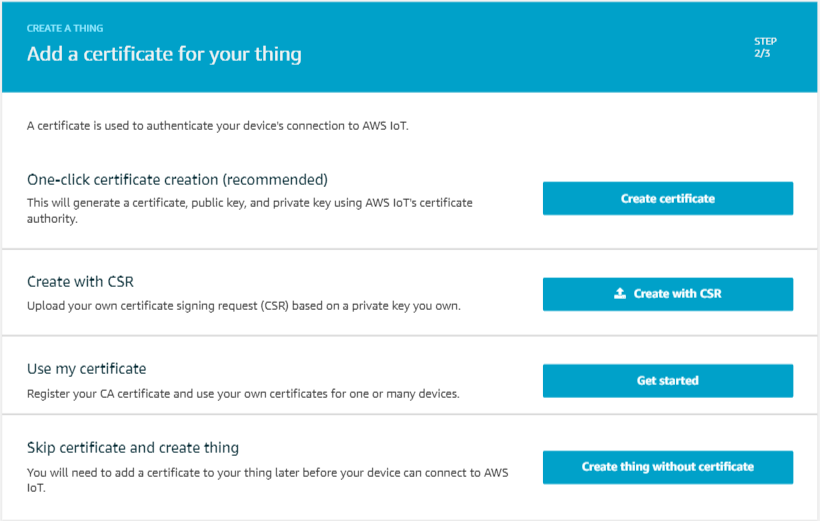 CREATE A THING
Add a certificate for your thing
STEP
2/3
A certificate is used to authenticate your device's connection to AWS IoT.
One-click certificate creation (recommended)
This will generate a certificate, public key, and private key using AWS IoT's certificate
authority.
Create certificate
Create with CSR
Upload your own certificate signing request (CSR) based on a private key you own.
Create with CSR
Use my certificate
Register your CA certificate and use your own certificates for one or many devices.
Get started
Skip certificate and create thing
You will need to add a certificate to your thing later before your device can connect to AWS
IoT.
Create thing without certificate